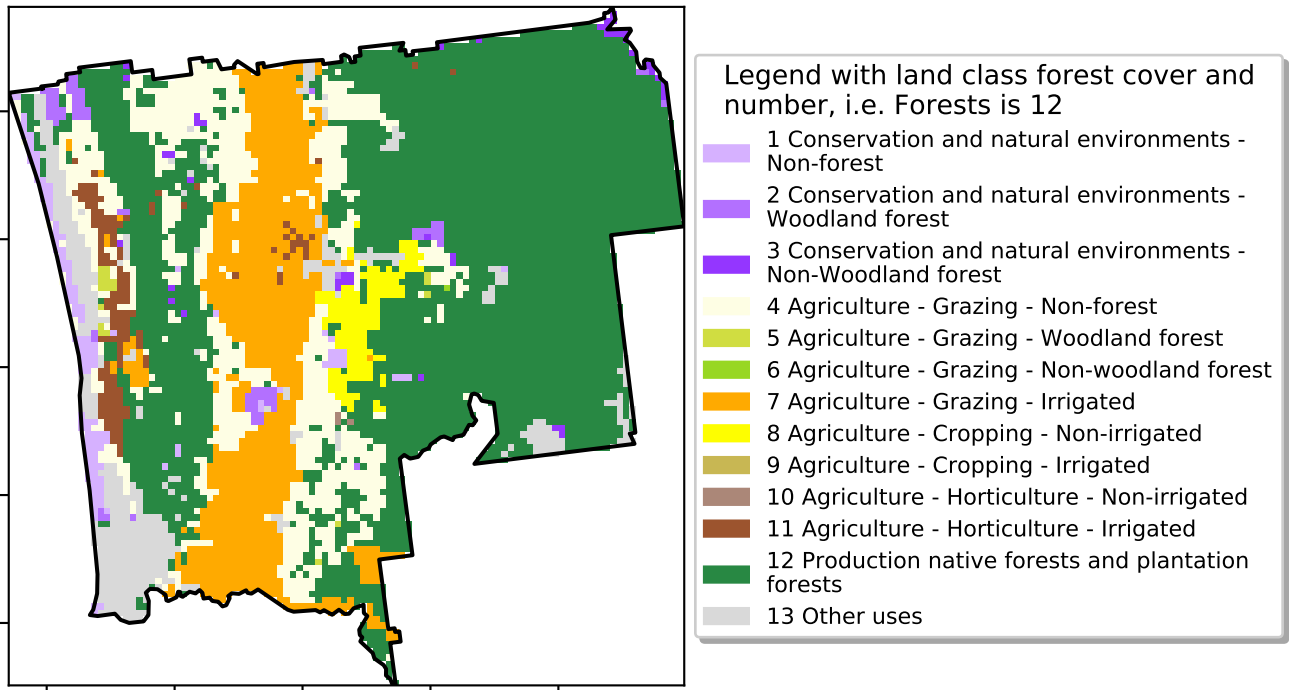 Legend with land class forest cover and
number, i.e. Forests is 12
1 Conservation and natural environments -
Non-forest
2 Conservation and natural environments -
Woodland forest
3 Conservation and natural environments -
Non-Woodland forest
4 Agriculture - Grazing - Non-forest
5 Agriculture - Grazing - Woodland forest
6 Agriculture - Grazing - Non-woodland forest
7 Agriculture - Grazing - Irrigated
8 Agriculture - Cropping - Non-irrigated
9 Agriculture - Cropping - Irrigated
10 Agriculture - Horticulture - Non-irrigated
11 Agriculture - Horticulture - Irrigated
12 Production native forests and plantation
forests
13 Other uses